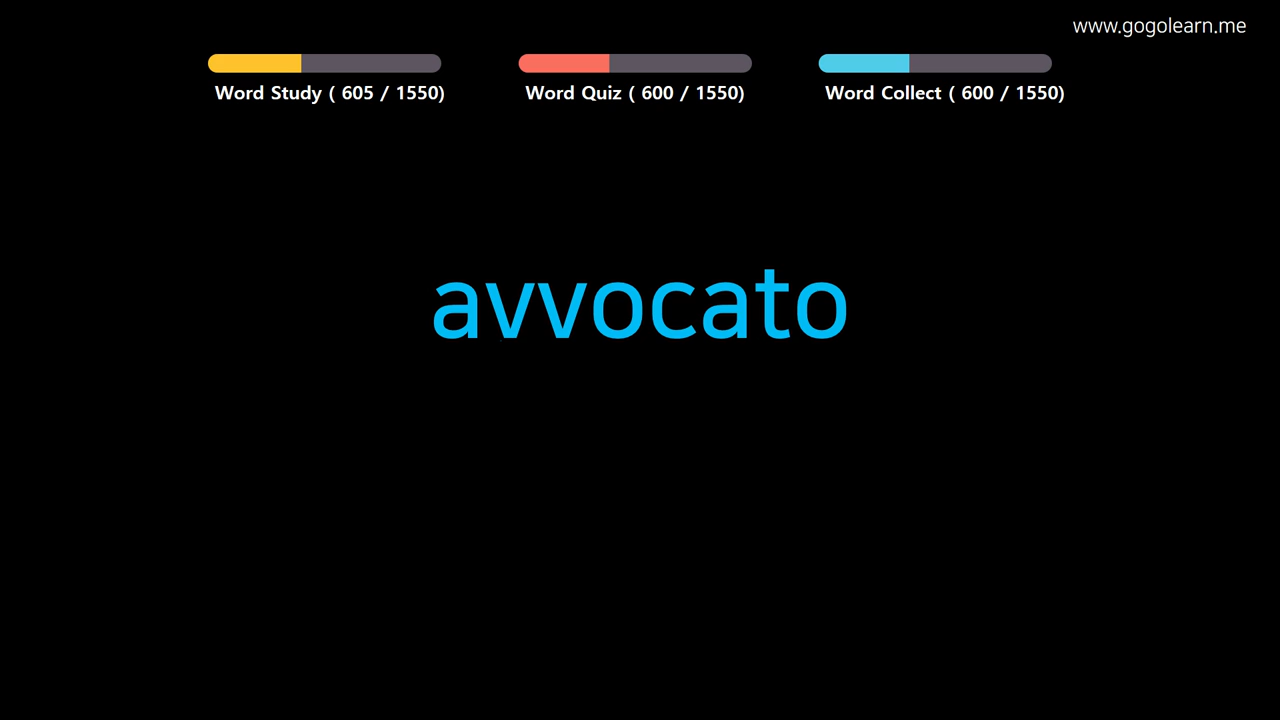 www.gogolearn.me
Word Study ( 605 / 1550)
Word Quiz ( 600 / 1550)
Word Collect ( 600 / 1550)
avvocato